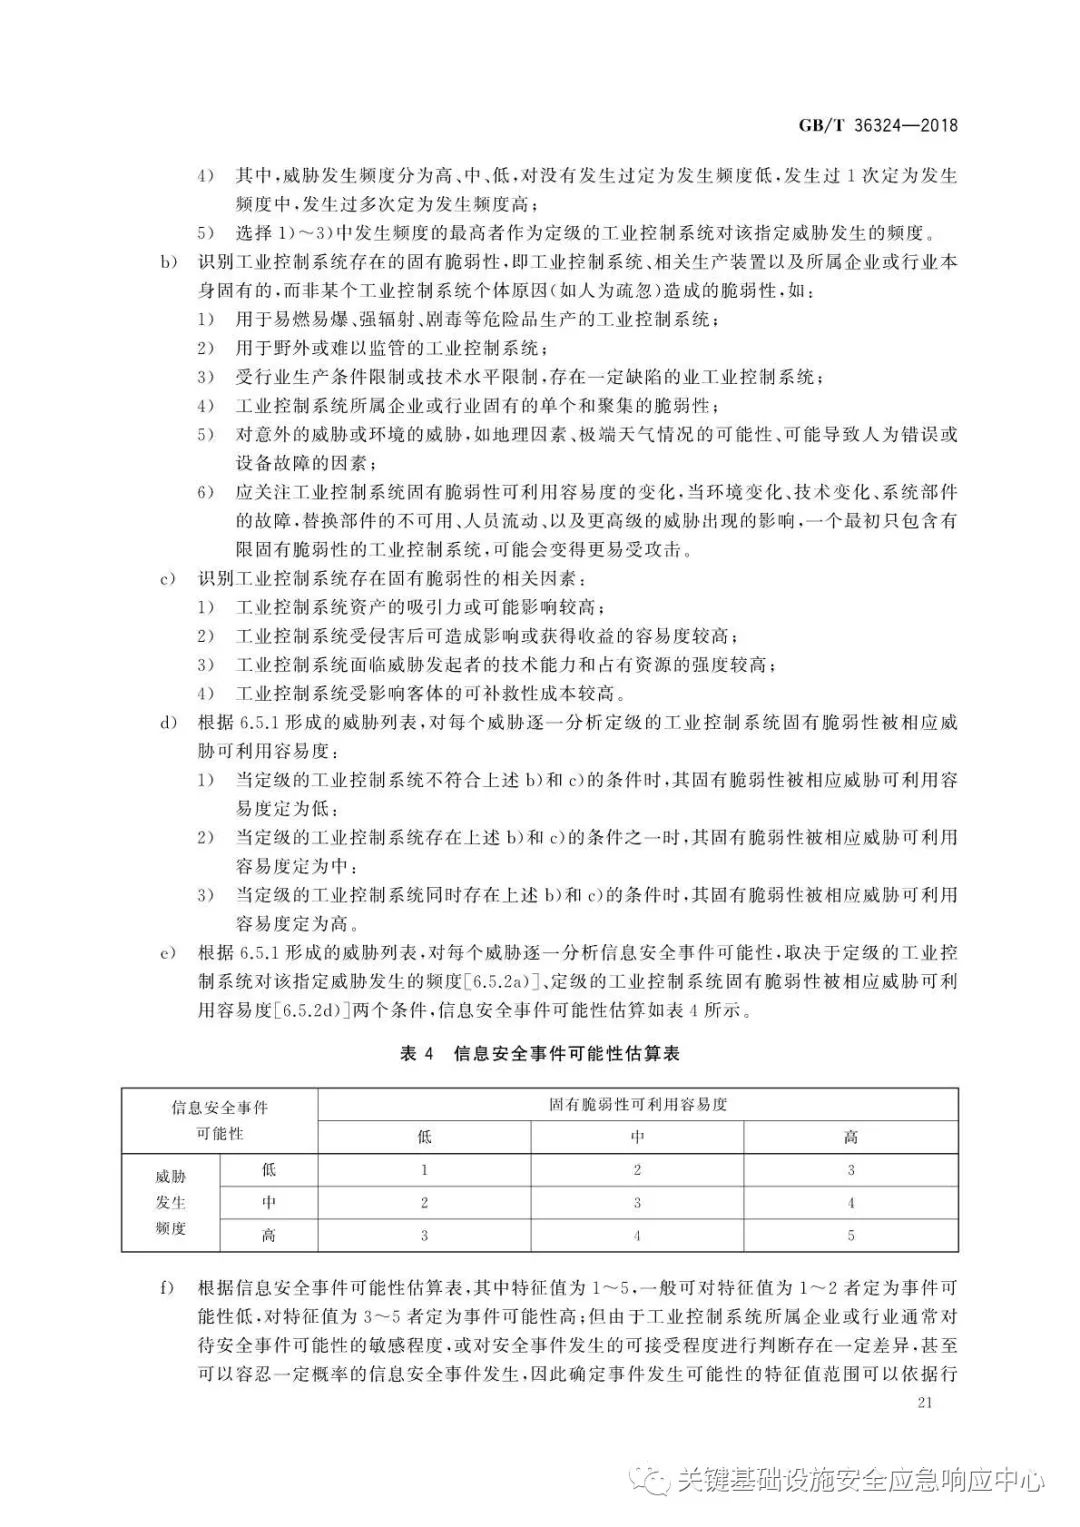 GB/T 36324—2018
4） 其中,威胁发生频度分为高、中、低,对没有发生过定为发生频度低,发生过 1 次定为发生
频度中,发生过多次定为发生频度高;
5） 选择 1)～3)中发生频度的最高者作为定级的工业控制系统对该指定威胁发生的频度。
b） 识别工业控制系统存在的固有脆弱性,即工业控制系统、相关生产装置以及所属企业或行业本
身固有的,而非某个工业控制系统个体原因(如人为疏忽)造成的脆弱性,如:
1） 用于易燃易爆、强辐射、剧毒等危险品生产的工业控制系统;
2） 用于野外或难以监管的工业控制系统;
3） 受行业生产条件限制或技术水平限制,存在一定缺陷的业工业控制系统;
4） 工业控制系统所属企业或行业固有的单个和聚集的脆弱性;
5） 对意外的威胁或环境的威胁,如地理因素、极端天气情况的可能性、可能导致人为错误或
设备故障的因素;
6） 应关注工业控制系统固有脆弱性可利用容易度的变化,当环境变化、技术变化、系统部件
的故障,替换部件的不可用、人员流动、以及更高级的威胁出现的影响,一个最初只包含有
限固有脆弱性的工业控制系统,可能会变得更易受攻击。
c） 识别工业控制系统存在固有脆弱性的相关因素:
1） 工业控制系统资产的吸引力或可能影响较高;
2） 工业控制系统受侵害后可造成影响或获得收益的容易度较高;
3） 工业控制系统面临威胁发起者的技术能力和占有资源的强度较高;
4） 工业控制系统受影响客体的可补救性成本较高。
d） 根据 6.5.1 形成的威胁列表,对每个威胁逐一分析定级的工业控制系统固有脆弱性被相应威
胁可利用容易度:
1） 当定级的工业控制系统不符合上述 b)和 c)的条件时,其固有脆弱性被相应威胁可利用容
易度定为低;
2） 当定级的工业控制系统存在上述 b)和 c)的条件之一时,其固有脆弱性被相应威胁可利用
容易度定为中;
3） 当定级的工业控制系统同时存在上述 b)和 c)的条件时,其固有脆弱性被相应威胁可利用
容易度定为高。
e） 根据 6.5.1 形成的威胁列表,对每个威胁逐一分析信息安全事件可能性,取决于定级的工业控
制系统对该指定威胁发生的频度[6.5.2a)]、定级的工业控制系统固有脆弱性被相应威胁可利
用容易度[6.5.2d)]两个条件,信息安全事件可能性估算如表 4 所示。
表 4 信息安全事件可能性估算表
信息安全事件
可能性
固有脆弱性可利用容易度
低 中 高
威胁
发生
频度
低 1 2 3
中 2 3 4
高 3 4 5
f） 根据信息安全事件可能性估算表,其中特征值为 1～5,一般可对特征值为 1～2 者定为事件可
能性低,对特征值为 3～5 者定为事件可能性高;但由于工业控制系统所属企业或行业通常对
待安全事件可能性的敏感程度,或对安全事件发生的可接受程度进行判断存在一定差异,甚至
可以容忍一定概率的信息安全事件发生,因此确定事件发生可能性的特征值范围可以依据行
21
关键基础设施安全应急响应中心